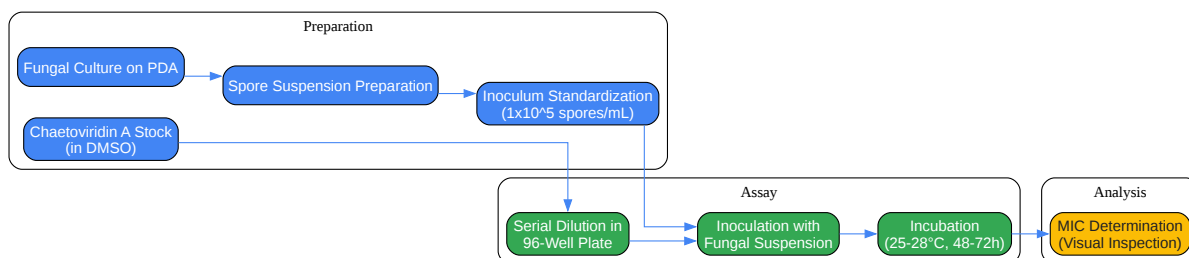 Preparation
Fungal Culture on PDA
Spore Suspension Preparation
Inoculum Standardization
(1x10^5 spores/mL)
Chaetoviridin A Stock
(in DMSO)
Assay
Serial Dilution in
96-Well Plate
Inoculation with
Fungal Suspension
Incubation
(25-28°C, 48-72h)
Analysis
MIC Determination
(Visual Inspection)